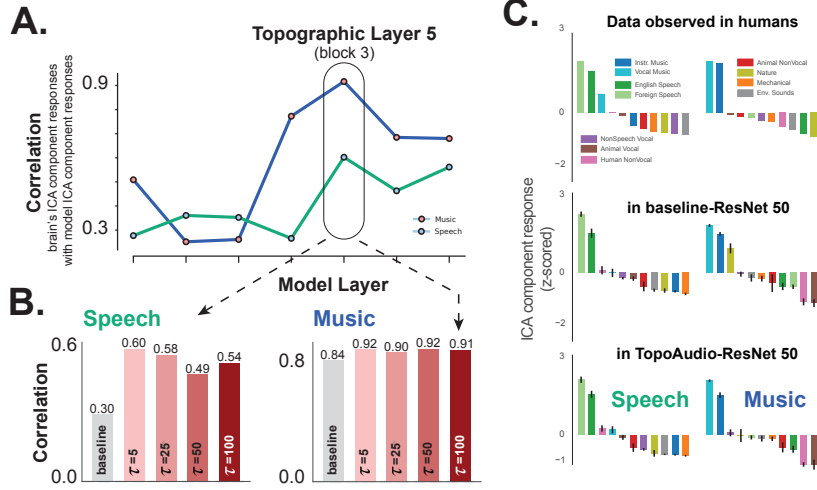 A.
Topographic Layer 5
(block 3)
0.9
0.3
Correlation
brain's ICA component responses
with model ICA component responses
Music
Speech
Model Layer
B.
Speech
Music
Correlation
0.6
0.0
0.30
0.60
0.58
0.49
0.54
baseline
τ=5
τ=25
τ=50
τ=100
0.8
0.0
0.84
0.92
0.90
0.92
0.91
baseline
τ=5
τ=25
τ=50
τ=100
C.
Data observed in humans
3
0
−2
Instr. Music
Vocal Music
English Speech
Foreign Speech
Animal NonVocal
Nature
Mechanical
Env. Sounds
NonSpeech Vocal
Animal Vocal
Human NonVocal
ICA component response
(z-scored)
in baseline-ResNet 50
3
0
−2
in TopoAudio-ResNet 50
3
0
−1
Speech
Music